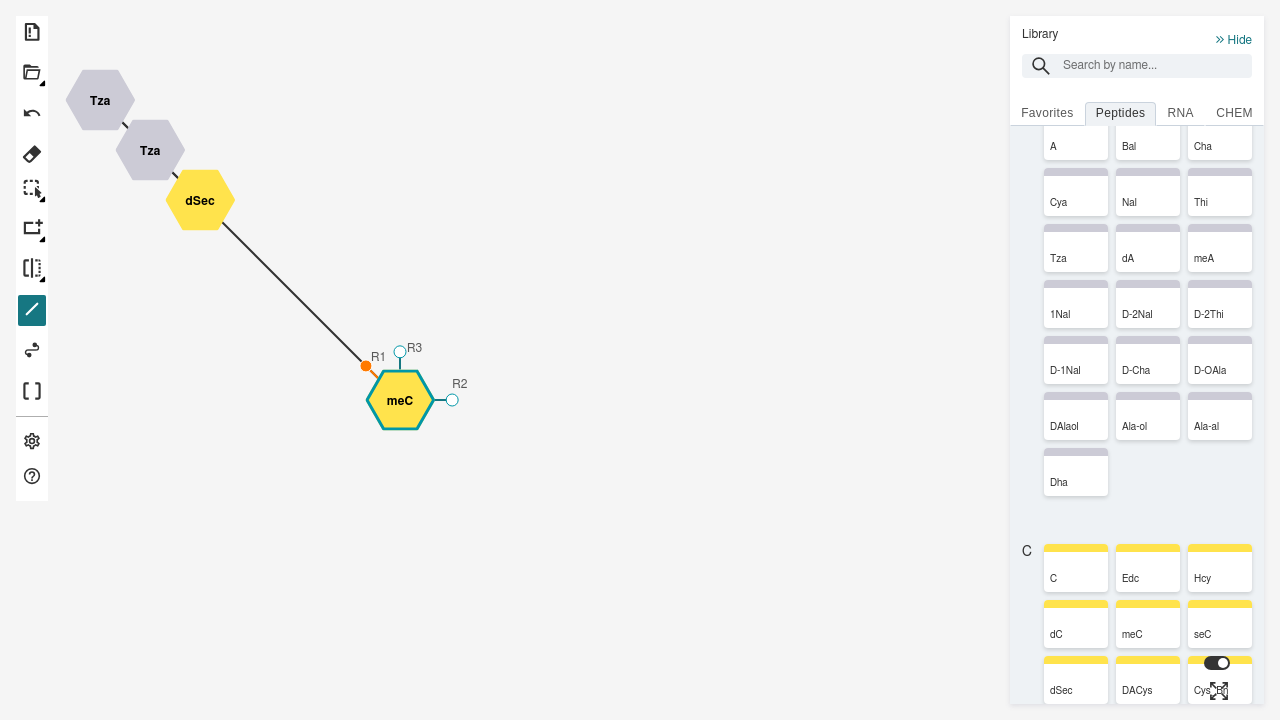 Library
Hide
Search by name...
Favorites
Peptides
RNA
CHEM
A
Bal
Cha
Cya
Nal
Thi
Tza
dA
meA
1Nal
D-2Nal
D-2Thi
D-1Nal
D-Cha
D-OAla
DAlaol
Ala-ol
Ala-al
Dha
C
C
Edc
Hcy
dC
meC
seC
dSec
DACys
Tza
Tza
dSec
R1
R3
R2
meC